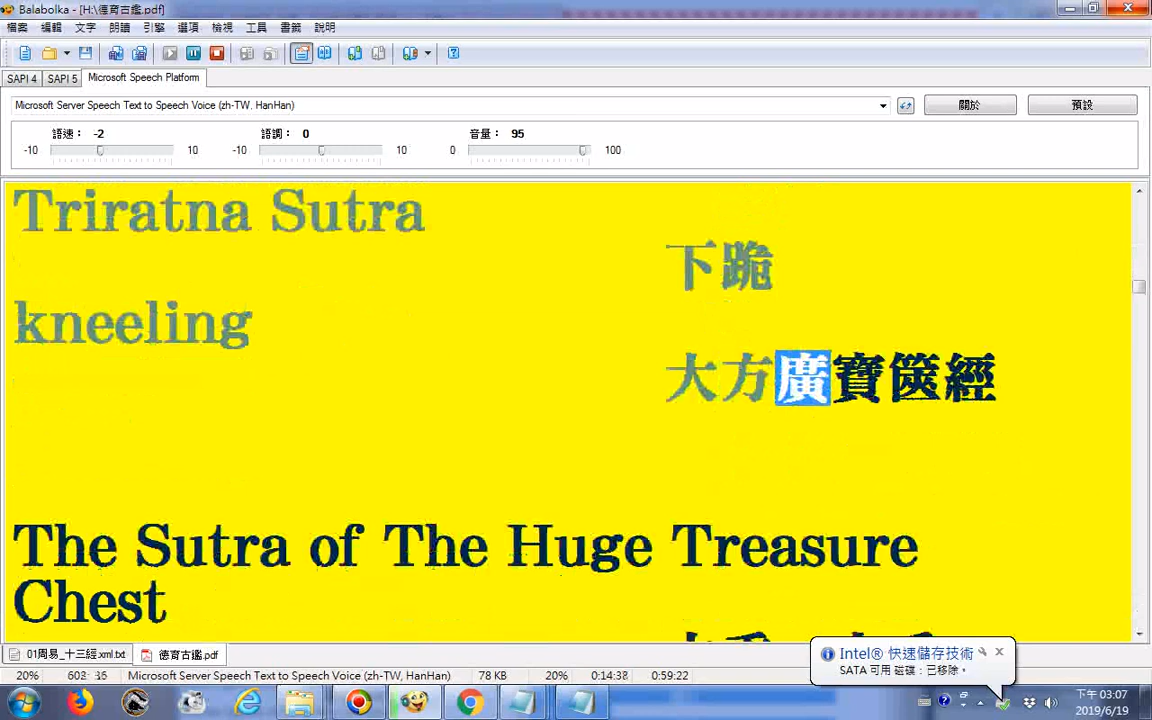 Balabolka - [H:\德育古鑑.pdf]
檔案 編輯 文字 朗讀 引擎 選項 檢視 工具 書籤 說明
SAPI 4 SAPI 5 Microsoft Speech Platform
Microsoft Server Speech Text to Speech Voice (zh-TW, HanHan) 關於 預設
語速： -2 語調： 0 音量： 95
-10 10 -10 10 0 100
Triratna Sutra
下跪
kneeling
大方廣寶篋經
The Sutra of The Huge Treasure
Chest
01周易_十三經.xml.txt 德育古鑑.pdf
Intel® 快速儲存技術
SATA 可用 磁碟：已移除。
20% 603: 35 Microsoft Server Speech Text to Speech Voice (zh-TW, HanHan) 78 KB 20% 0:14:38 0:59:22
下午 03:07
2019/6/19